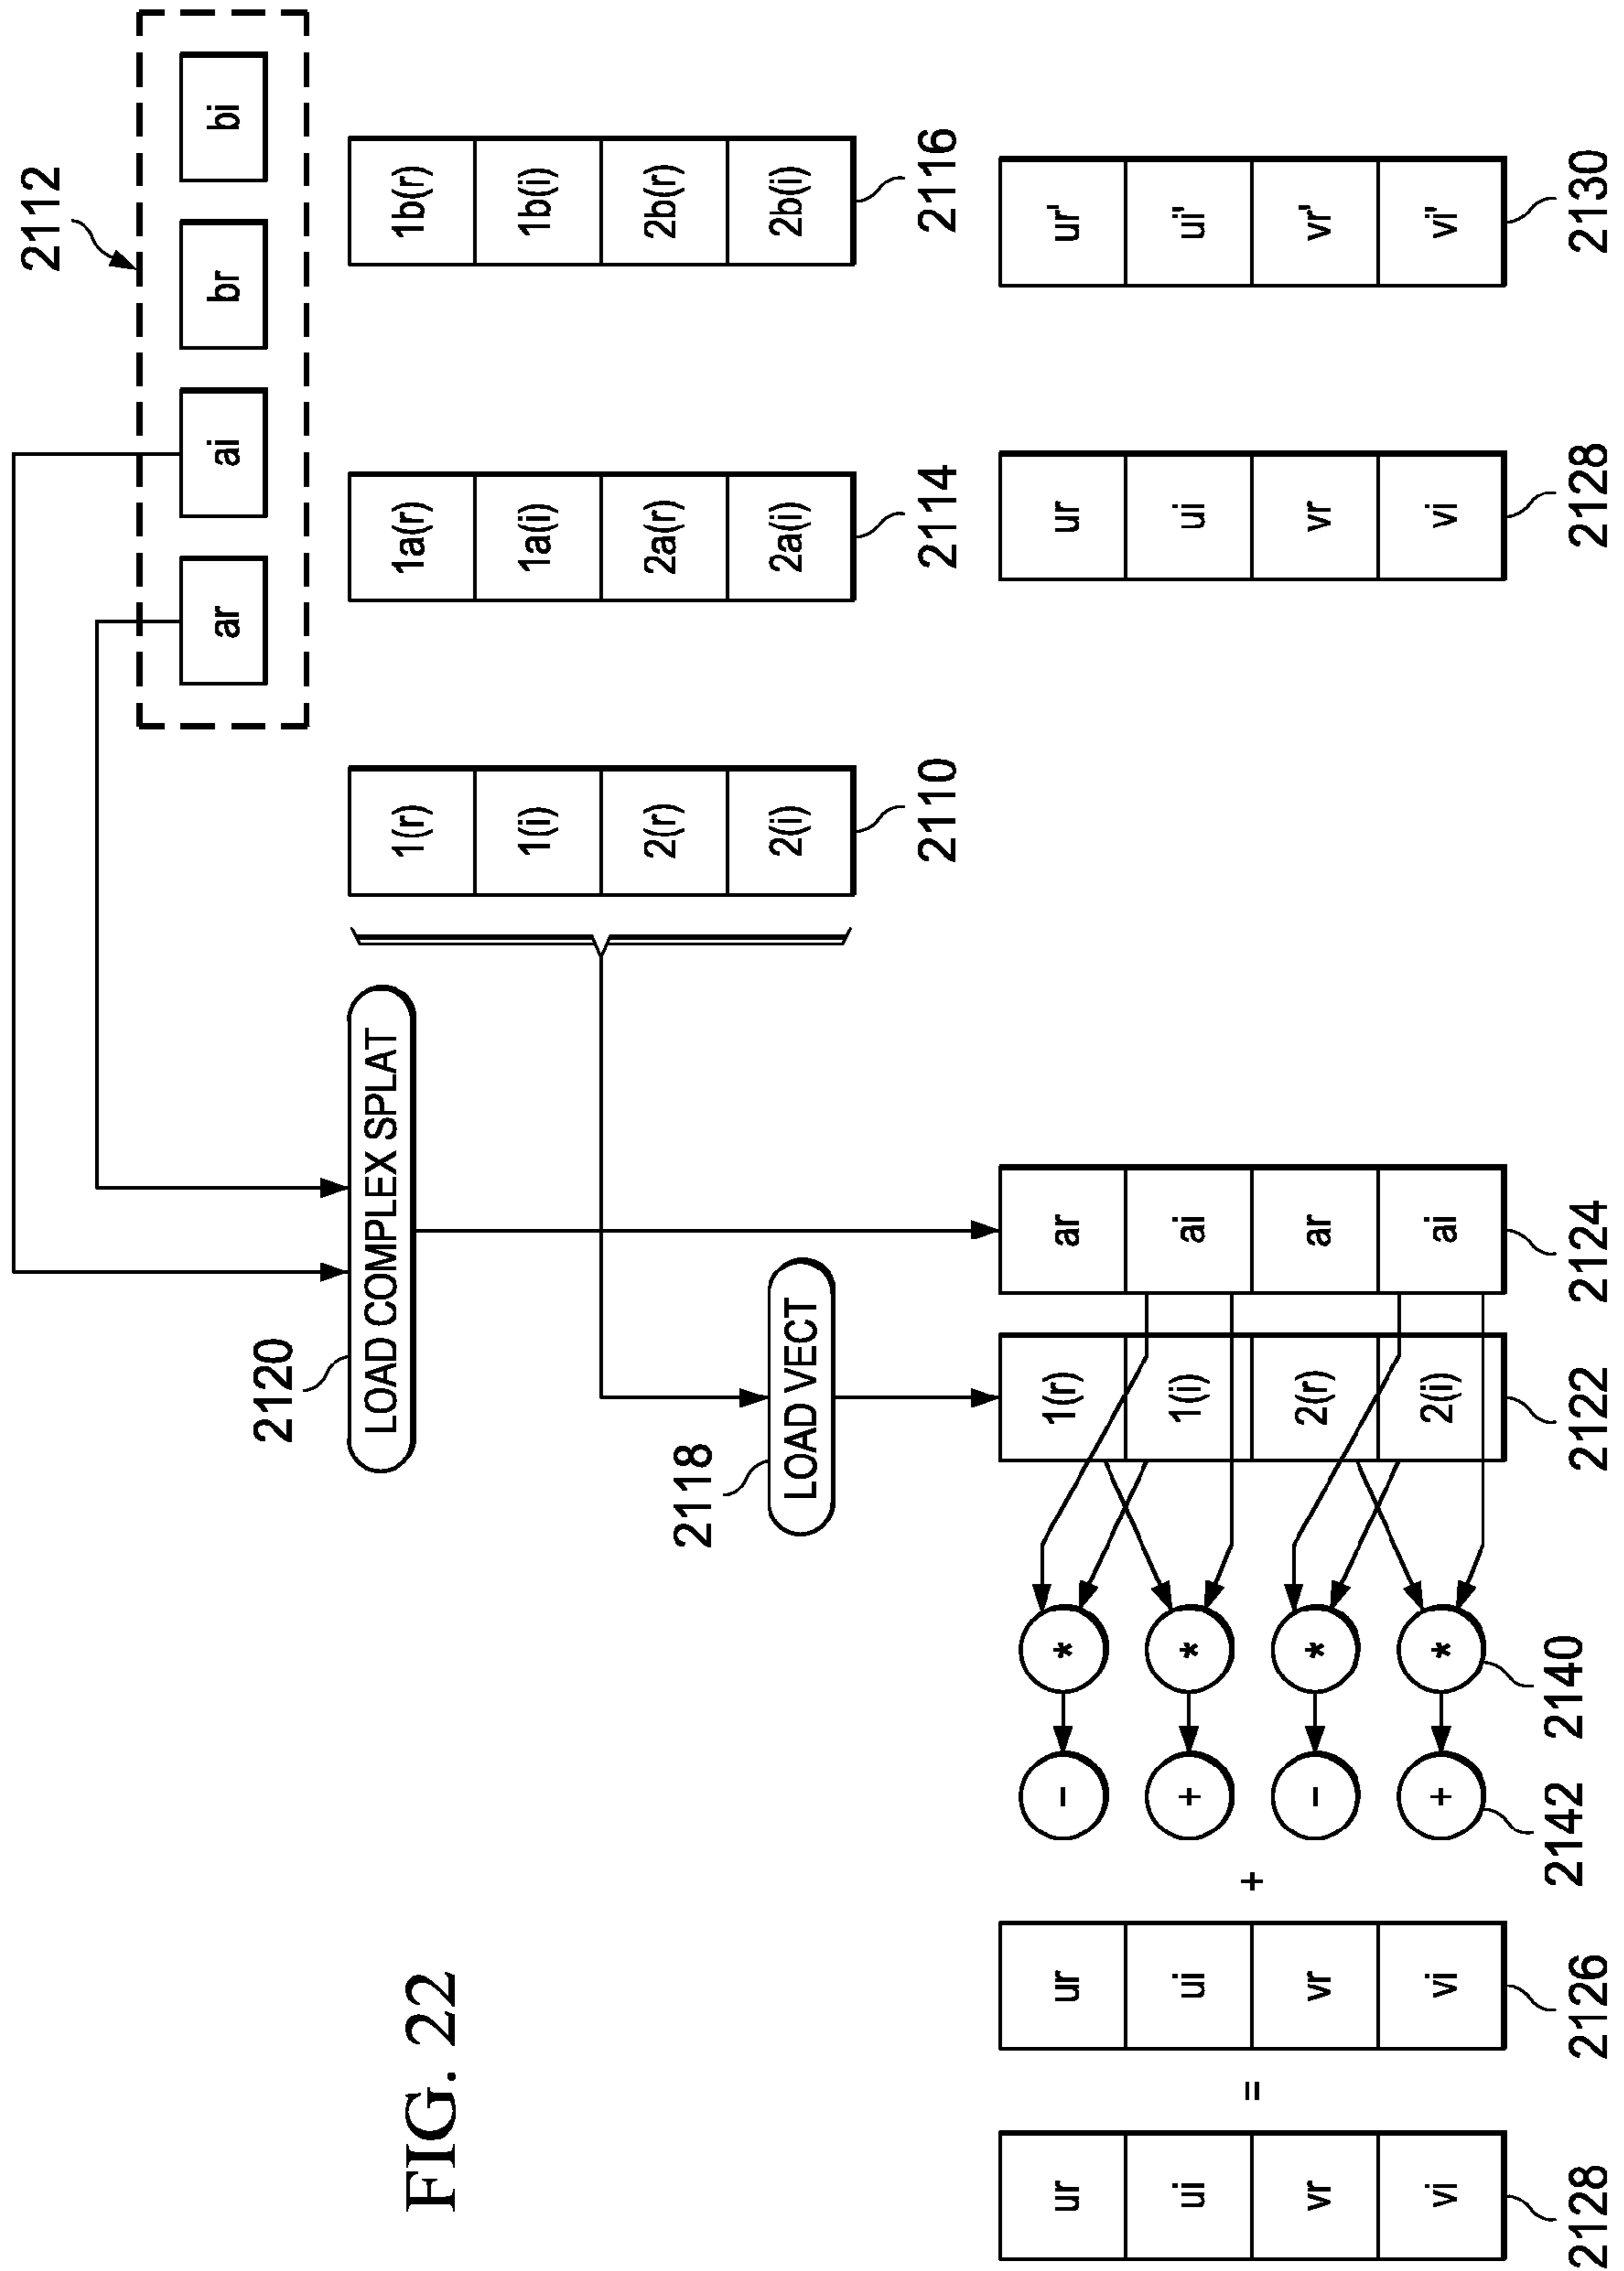 2112
ar ai br bi
2120
LOAD COMPLEX SPLAT
1(r) 1a(r) 1b(r)
FIG. 22
1(i) 1a(i) 1b(i)
2(r) 2a(r) 2b(r)
2118
LOAD VECT
2(i) 2a(i) 2b(i)
2110 2114 2116
ur ur - * 1(r) ar ur ur'
ui ui + * 1(i) ai ui ui'
= +
vr vr - * 2(r) ar vr vr'
vi vi + * 2(i) ai vi vi'
2128 2126 2142 2140 2122 2124 2128 2130